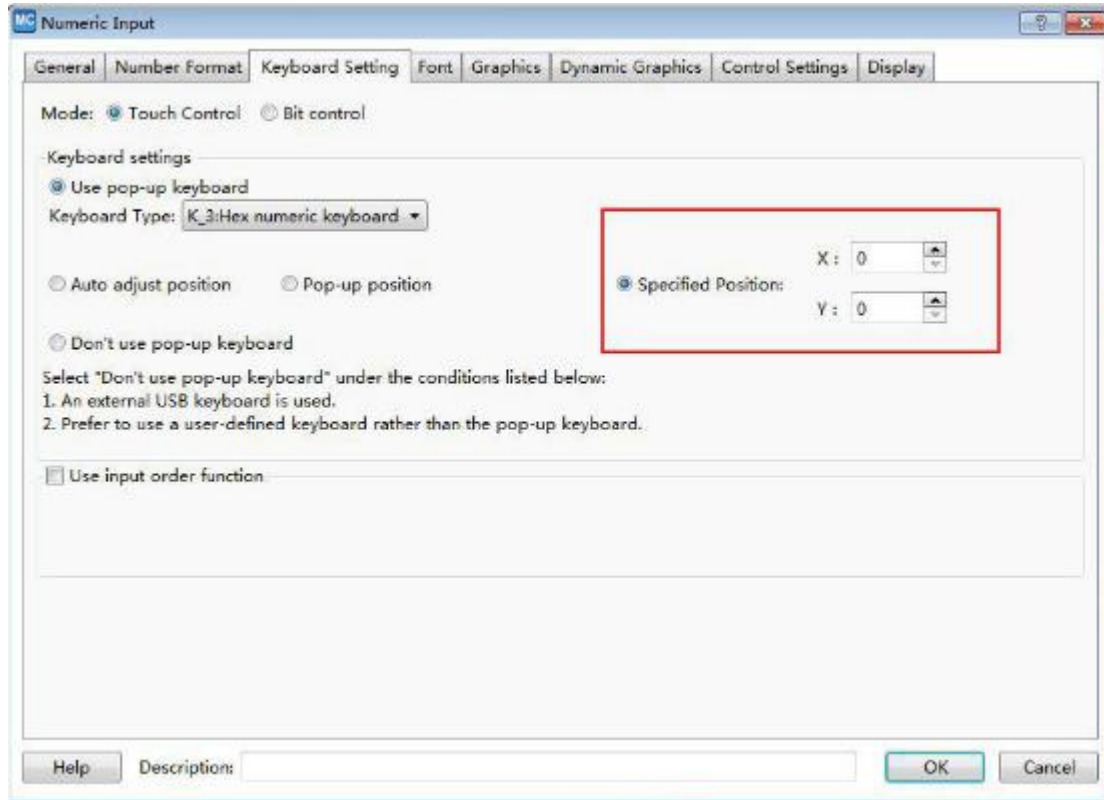 MC Numeric Input
General Number Format Keyboard Setting Font Graphics Dynamic Graphics Control Settings Display
Mode: Touch Control Bit control
Keyboard settings
Use pop-up keyboard
Keyboard Type: K_3:Hex numeric keyboard
X: 0
Auto adjust position Pop-up position Specified Position:
Y: 0
Don't use pop-up keyboard
Select "Don't use pop-up keyboard" under the conditions listed below:
1. An external USB keyboard is used.
2. Prefer to use a user-defined keyboard rather than the pop-up keyboard.
Use input order function
Help Description: OK Cancel